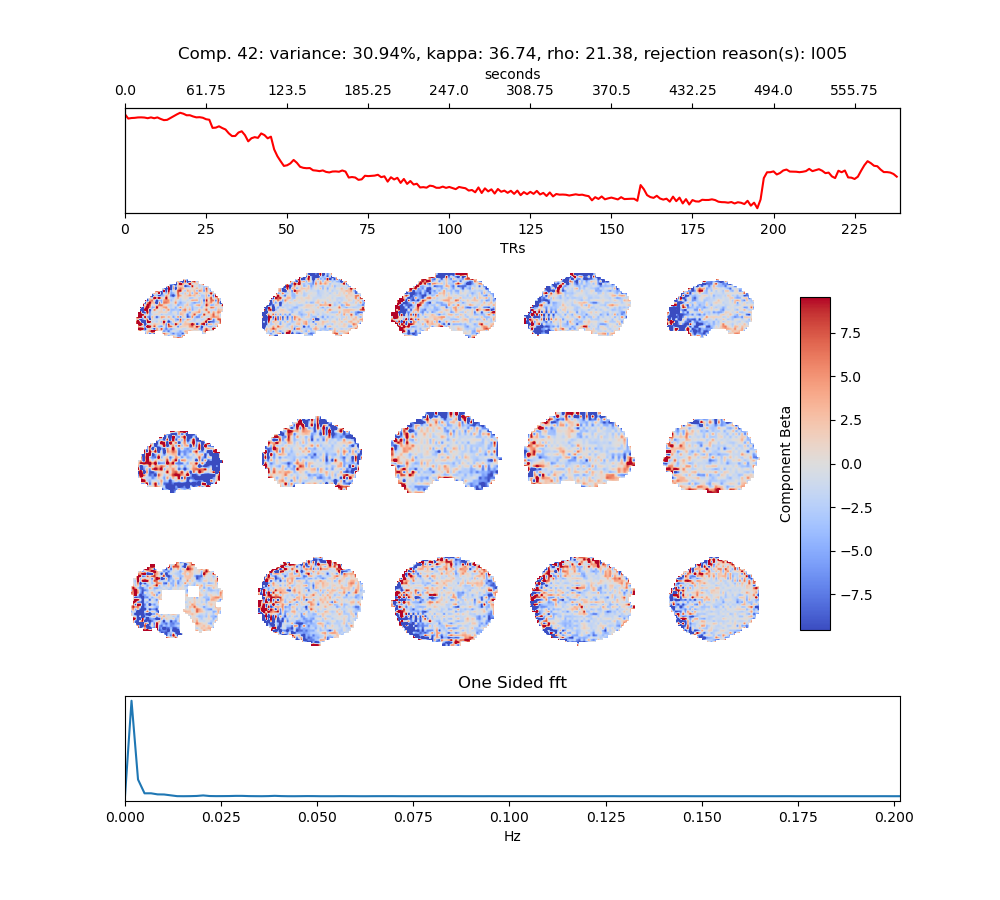 Comp. 42: variance: 30.94%, kappa: 36.74, rho: 21.38, rejection reason(s): I005
seconds
0.0 61.75 123.5 185.25 247.0 308.75 370.5 432.25 494.0 555.75
0 25 50 75 100 125 150 175 200 225
TRs
7.5
5.0
2.5
0.0
−2.5
−5.0
−7.5
Component Beta
One Sided fft
0.000 0.025 0.050 0.075 0.100 0.125 0.150 0.175 0.200
Hz